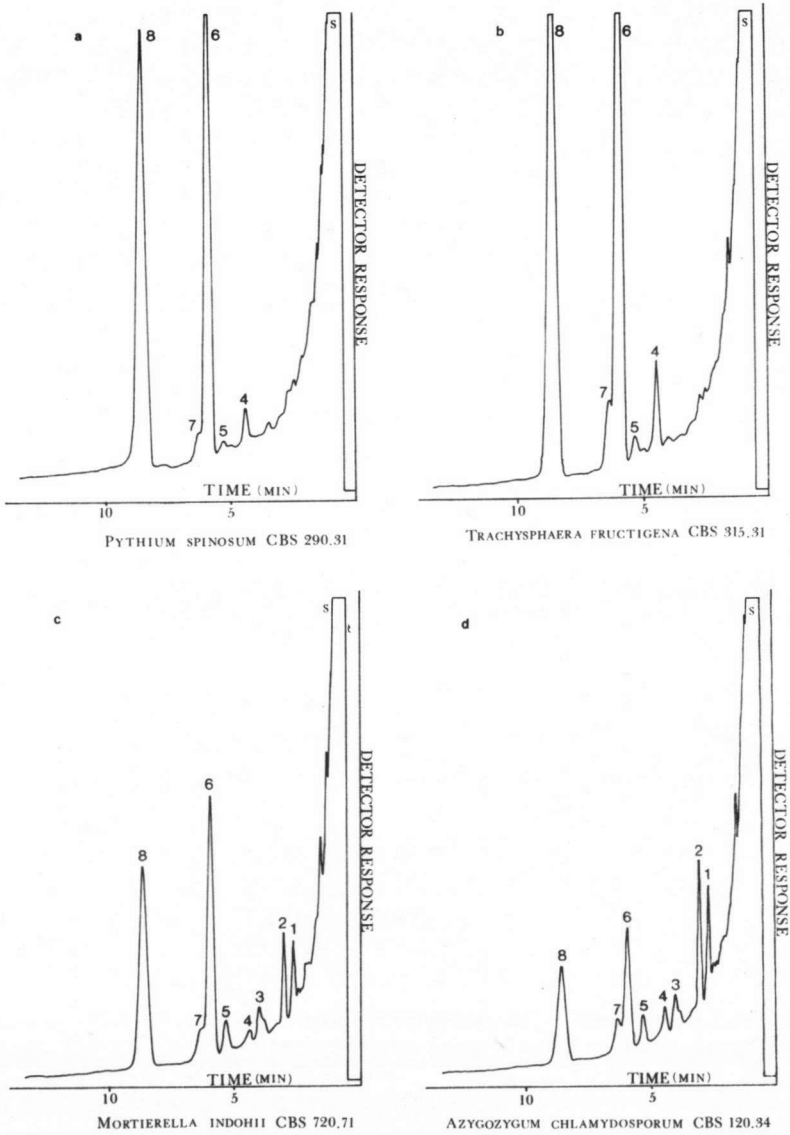 a
8
6
S
7
5
4
DETECTOR RESPONSE
TIME (MIN)
10
5
PYTHIUM SPINOSUM CBS 290.31
b
8
6
S
7
5
4
DETECTOR RESPONSE
TIME (MIN)
10
5
TRACHYSPHAERA FRUCTIGENA CBS 315.31
c
S
t
8
6
7
5
4
3
2
1
DETECTOR RESPONSE
TIME (MIN)
10
5
MORTIERELLA INDOHII CBS 720.71
d
S
8
7
6
5
4
3
2
1
DETECTOR RESPONSE
TIME (MIN)
10
5
AZYGOZYGUM CHLAMYDOSPORUM CBS 120.34